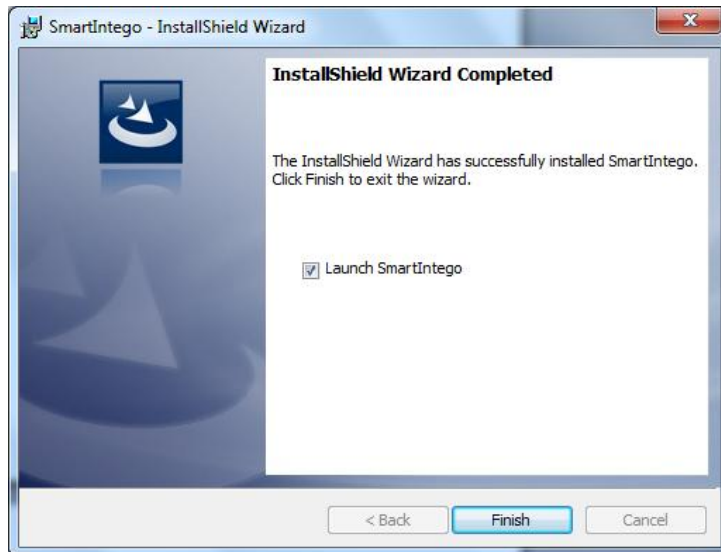 SmartIntego - InstallShield Wizard
InstallShield Wizard Completed
The InstallShield Wizard has successfully installed SmartIntego.
Click Finish to exit the wizard.
Launch SmartIntego
< Back Finish Cancel